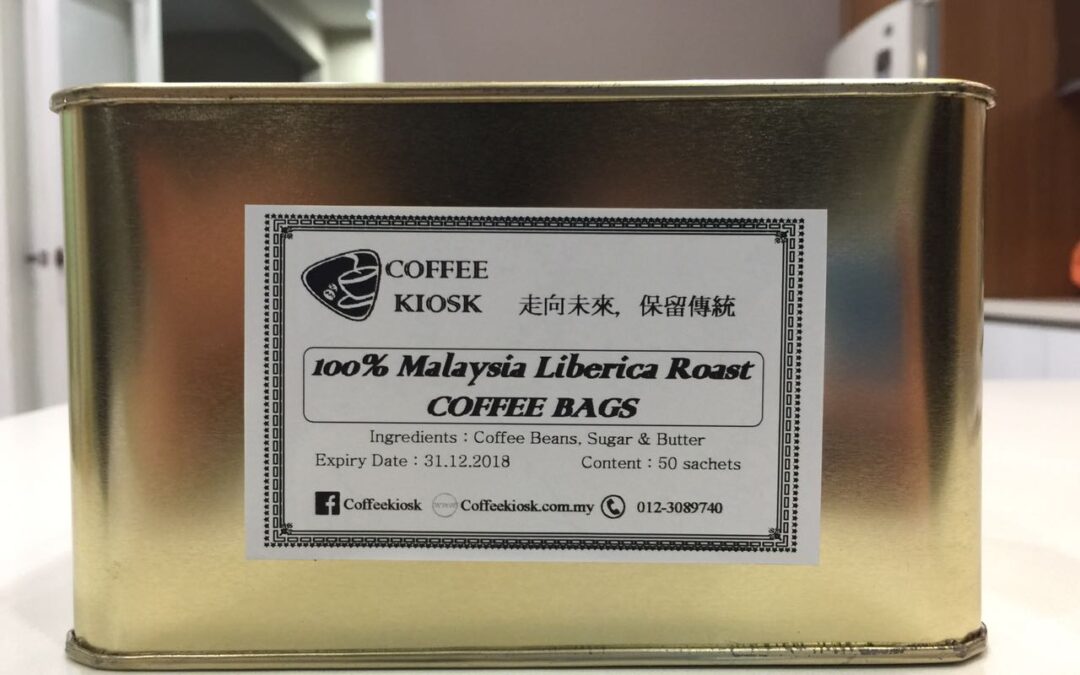 COFFEE
KIOSK 走向未來，保留傳統
100% Malaysia Liberica Roast
COFFEE BAGS
Ingredients : Coffee Beans, Sugar & Butter
Expiry Date : 31.12.2018 Content : 50 sachets
Coffeekiosk www Coffeekiosk.com.my 012-3089740